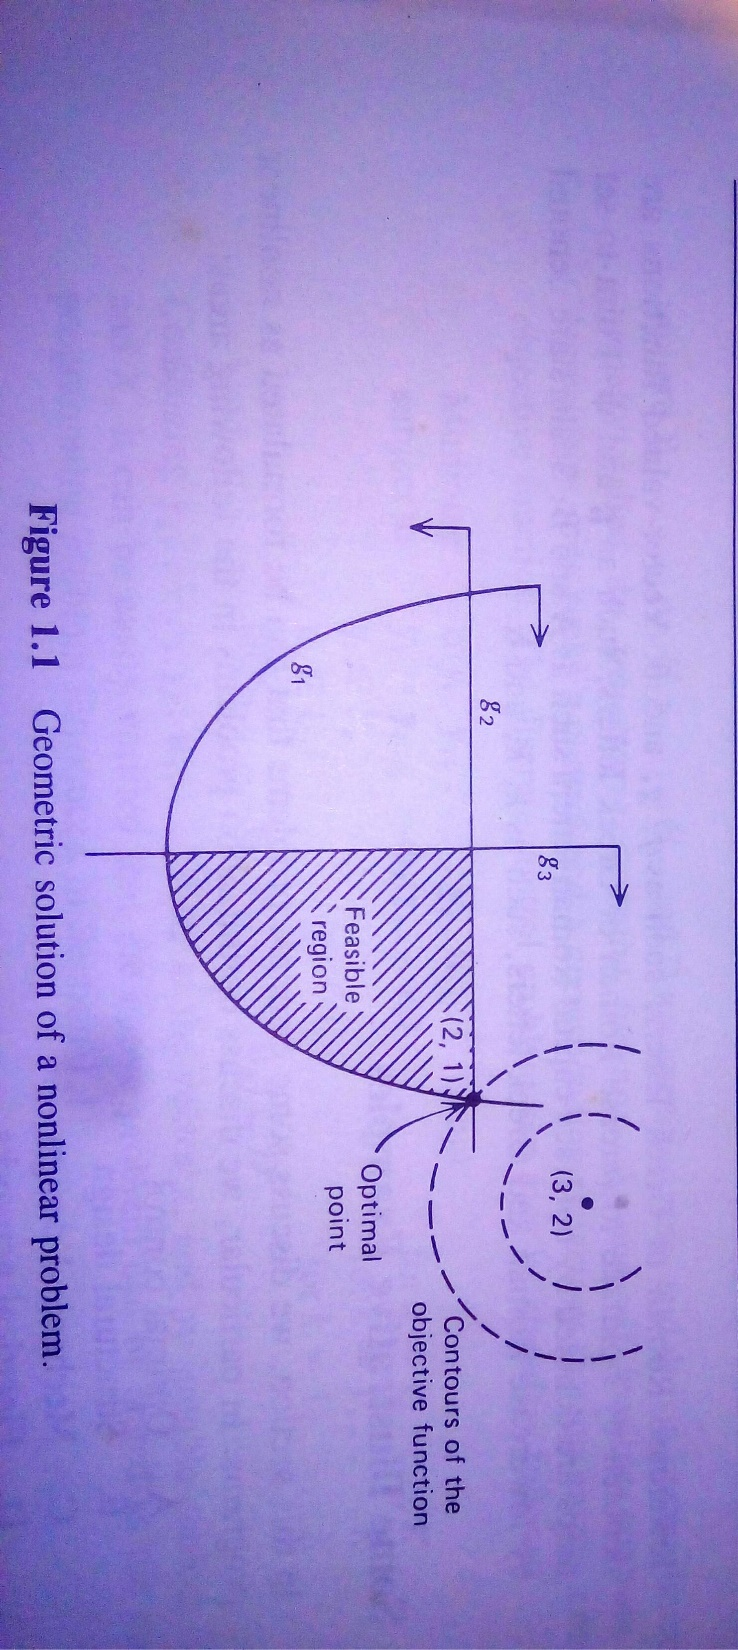 g2
g3
g1
(2, 1)
(3, 2)
Feasible
region
Optimal
point
Contours of the
objective function
Figure 1.1 Geometric solution of a nonlinear problem.